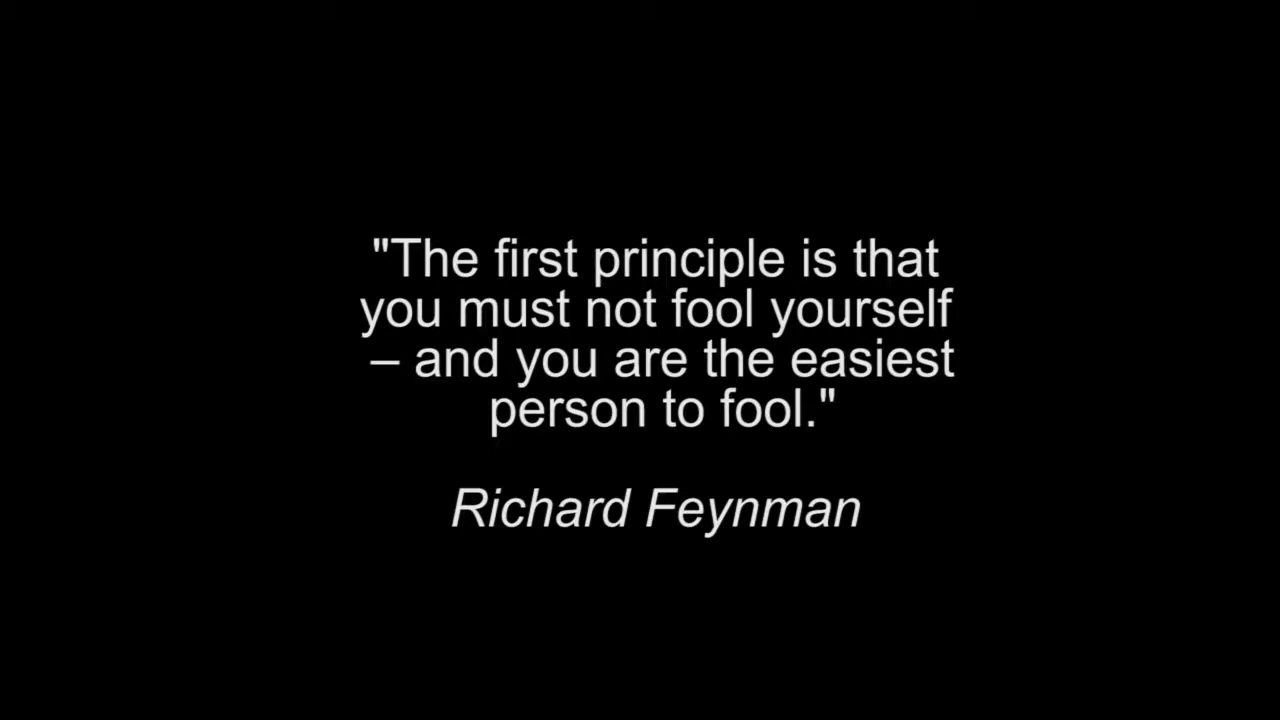 "The first principle is that
you must not fool yourself
– and you are the easiest
person to fool."
Richard Feynman